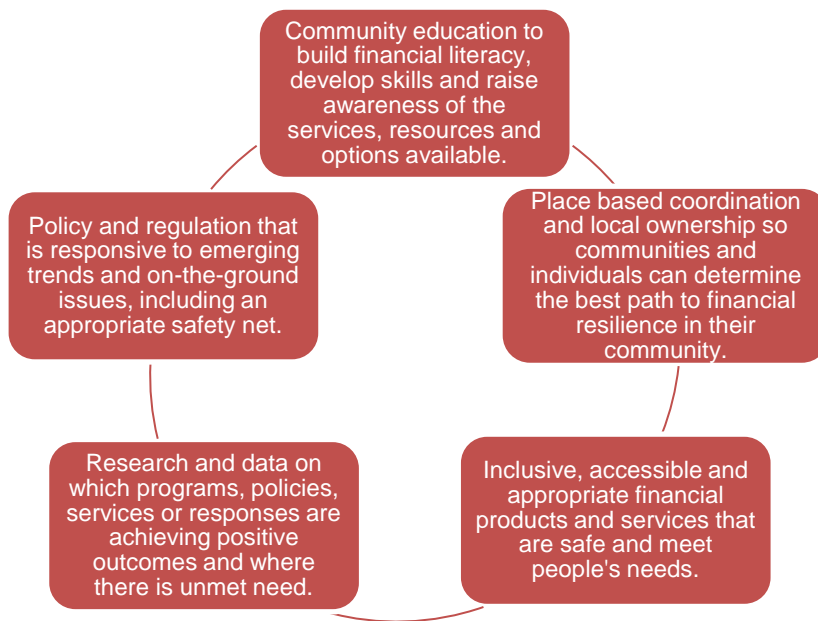 Community education to
build financial literacy,
develop skills and raise
awareness of the
services, resources and
options available.
Place based coordination
and local ownership so
communities and
individuals can determine
the best path to financial
resilience in their
community.
Inclusive, accessible and
appropriate financial
products and services that
are safe and meet
people's needs.
Research and data on
which programs, policies,
services or responses are
achieving positive
outcomes and where
there is unmet need.
Policy and regulation that
is responsive to emerging
trends and on-the-ground
issues, including an
appropriate safety net.